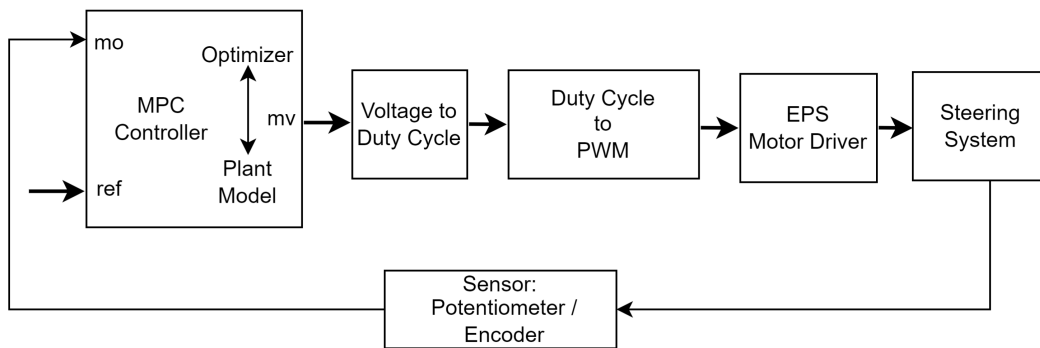 mo
Optimizer
MPC
Controller
mv
Plant
Model
ref
Voltage to
Duty Cycle
Duty Cycle
to
PWM
EPS
Motor Driver
Steering
System
Sensor:
Potentiometer /
Encoder